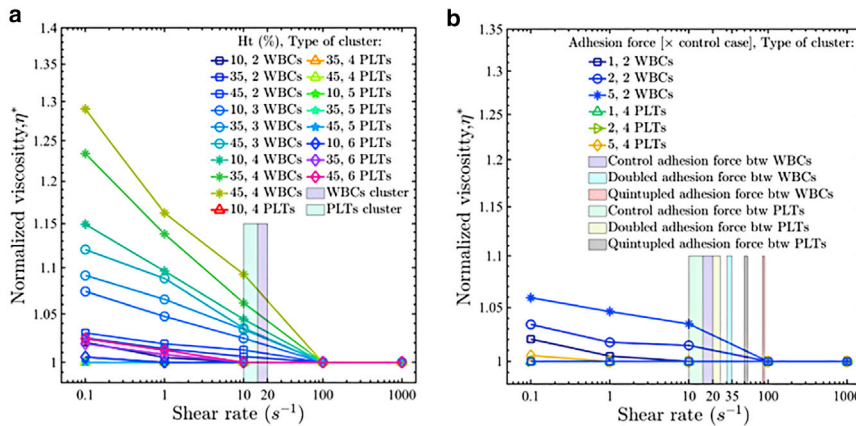 a
Normalized viscositty,η*
1.4
1.35
1.3
1.25
1.2
1.15
1.1
1.05
1
Ht (%), Type of cluster:
10, 2 WBCs
35, 2 WBCs
45, 2 WBCs
10, 3 WBCs
35, 3 WBCs
45, 3 WBCs
10, 4 WBCs
35, 4 WBCs
45, 4 WBCs
10, 4 PLTs
35, 4 PLTs
45, 4 PLTs
10, 5 PLTs
35, 5 PLTs
45, 5 PLTs
10, 6 PLTs
35, 6 PLTs
45, 6 PLTs
WBCs cluster
PLTs cluster
0.1 1 10 20 100 1000
Shear rate (s⁻¹)
b
Normalized viscosity,η*
1.35
1.3
1.25
1.2
1.15
1.1
1.05
1
Adhesion force [× control case], Type of cluster:
1, 2 WBCs
2, 2 WBCs
5, 2 WBCs
1, 4 PLTs
2, 4 PLTs
5, 4 PLTs
Control adhesion force btw WBCs
Doubled adhesion force btw WBCs
Quintupled adhesion force btw WBCs
Control adhesion force btw PLTs
Doubled adhesion force btw PLTs
Quintupled adhesion force btw PLTs
0.1 1 10 20 35 100 1000
Shear rate (s⁻¹)